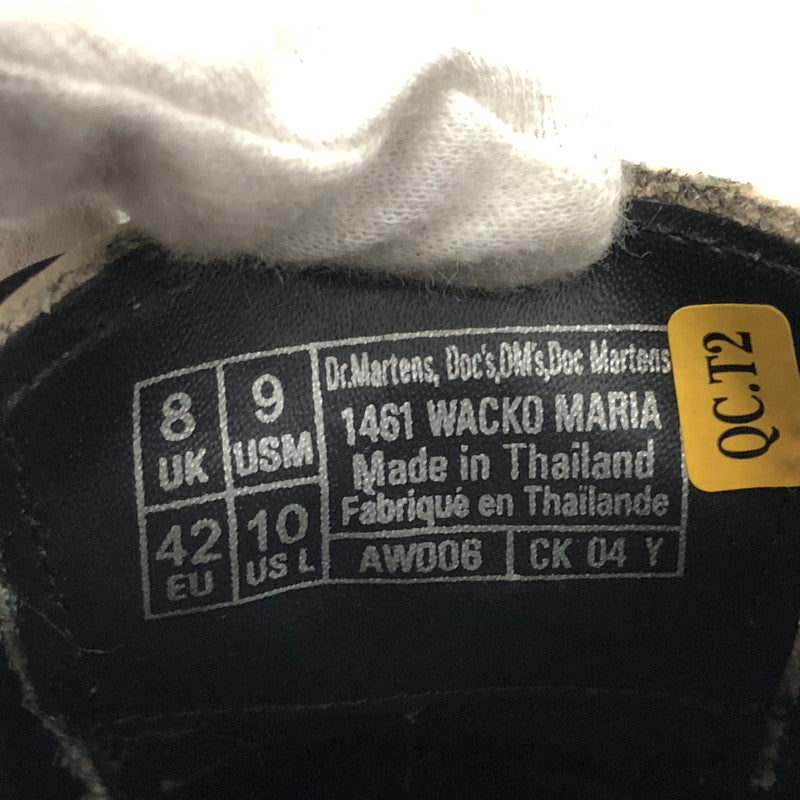 8
UK
9
USM
42
EU
10
US L
Dr.Martens, Doc's,DM's,Doc Martens
1461 WACKO MARIA
Made in Thailand
Fabriqué en Thaïlande
AW006
CK 04 Y
QC.T2